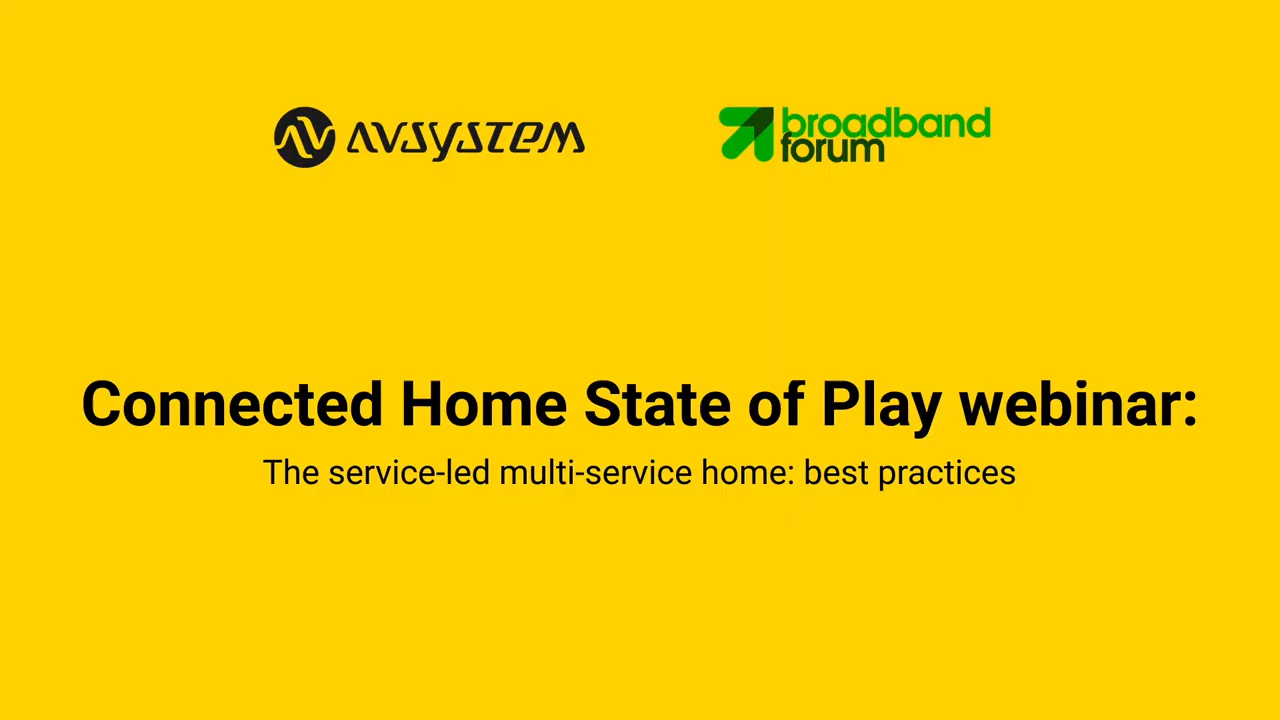 AVSYSTEM
broadband
forum
Connected Home State of Play webinar:
The service-led multi-service home: best practices